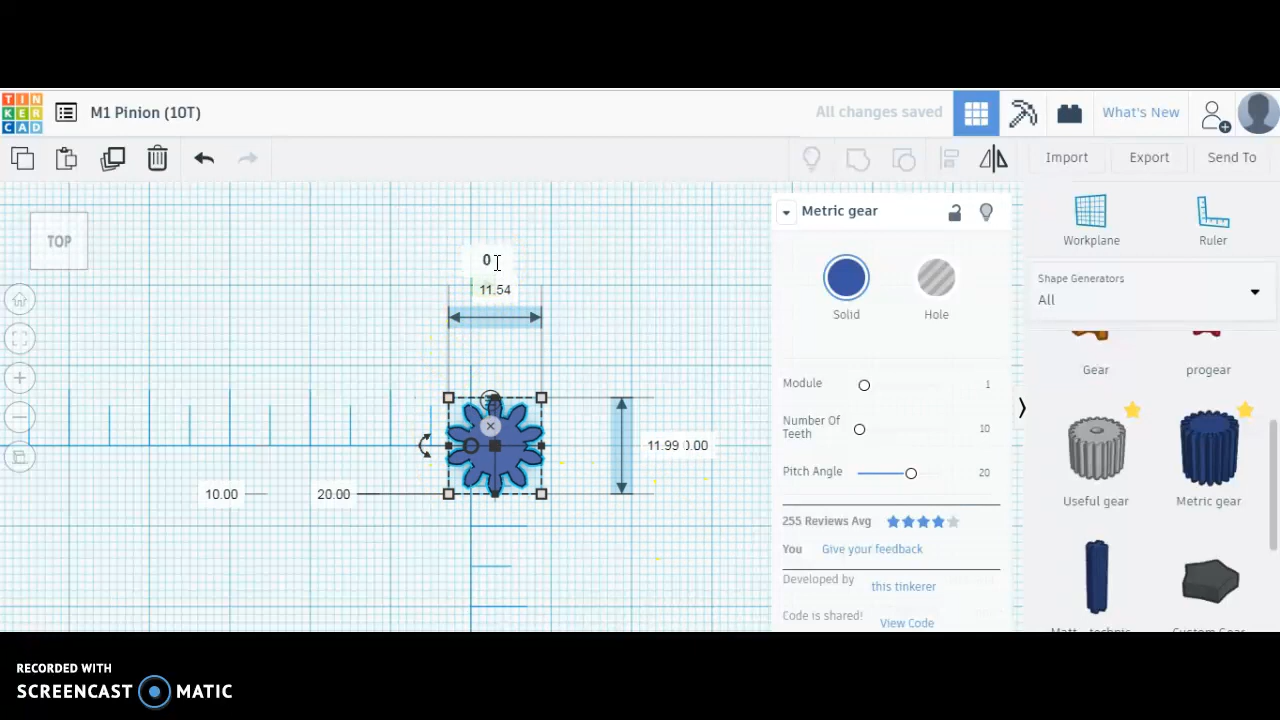 TIN
KER
CAD
M1 Pinion (10T)
All changes saved
What's New
Import
Export
Send To
TOP
0
11.54
11.99
0.00
10.00
20.00
Metric gear
Solid
Hole
Module
1
Number Of
Teeth
10
Pitch Angle
20
255 Reviews Avg
You
Give your feedback
Developed by
this tinkerer
Code is shared!
View Code
Workplane
Ruler
Shape Generators
All
Gear
progear
Useful gear
Metric gear
RECORDED WITH
SCREENCAST MATIC